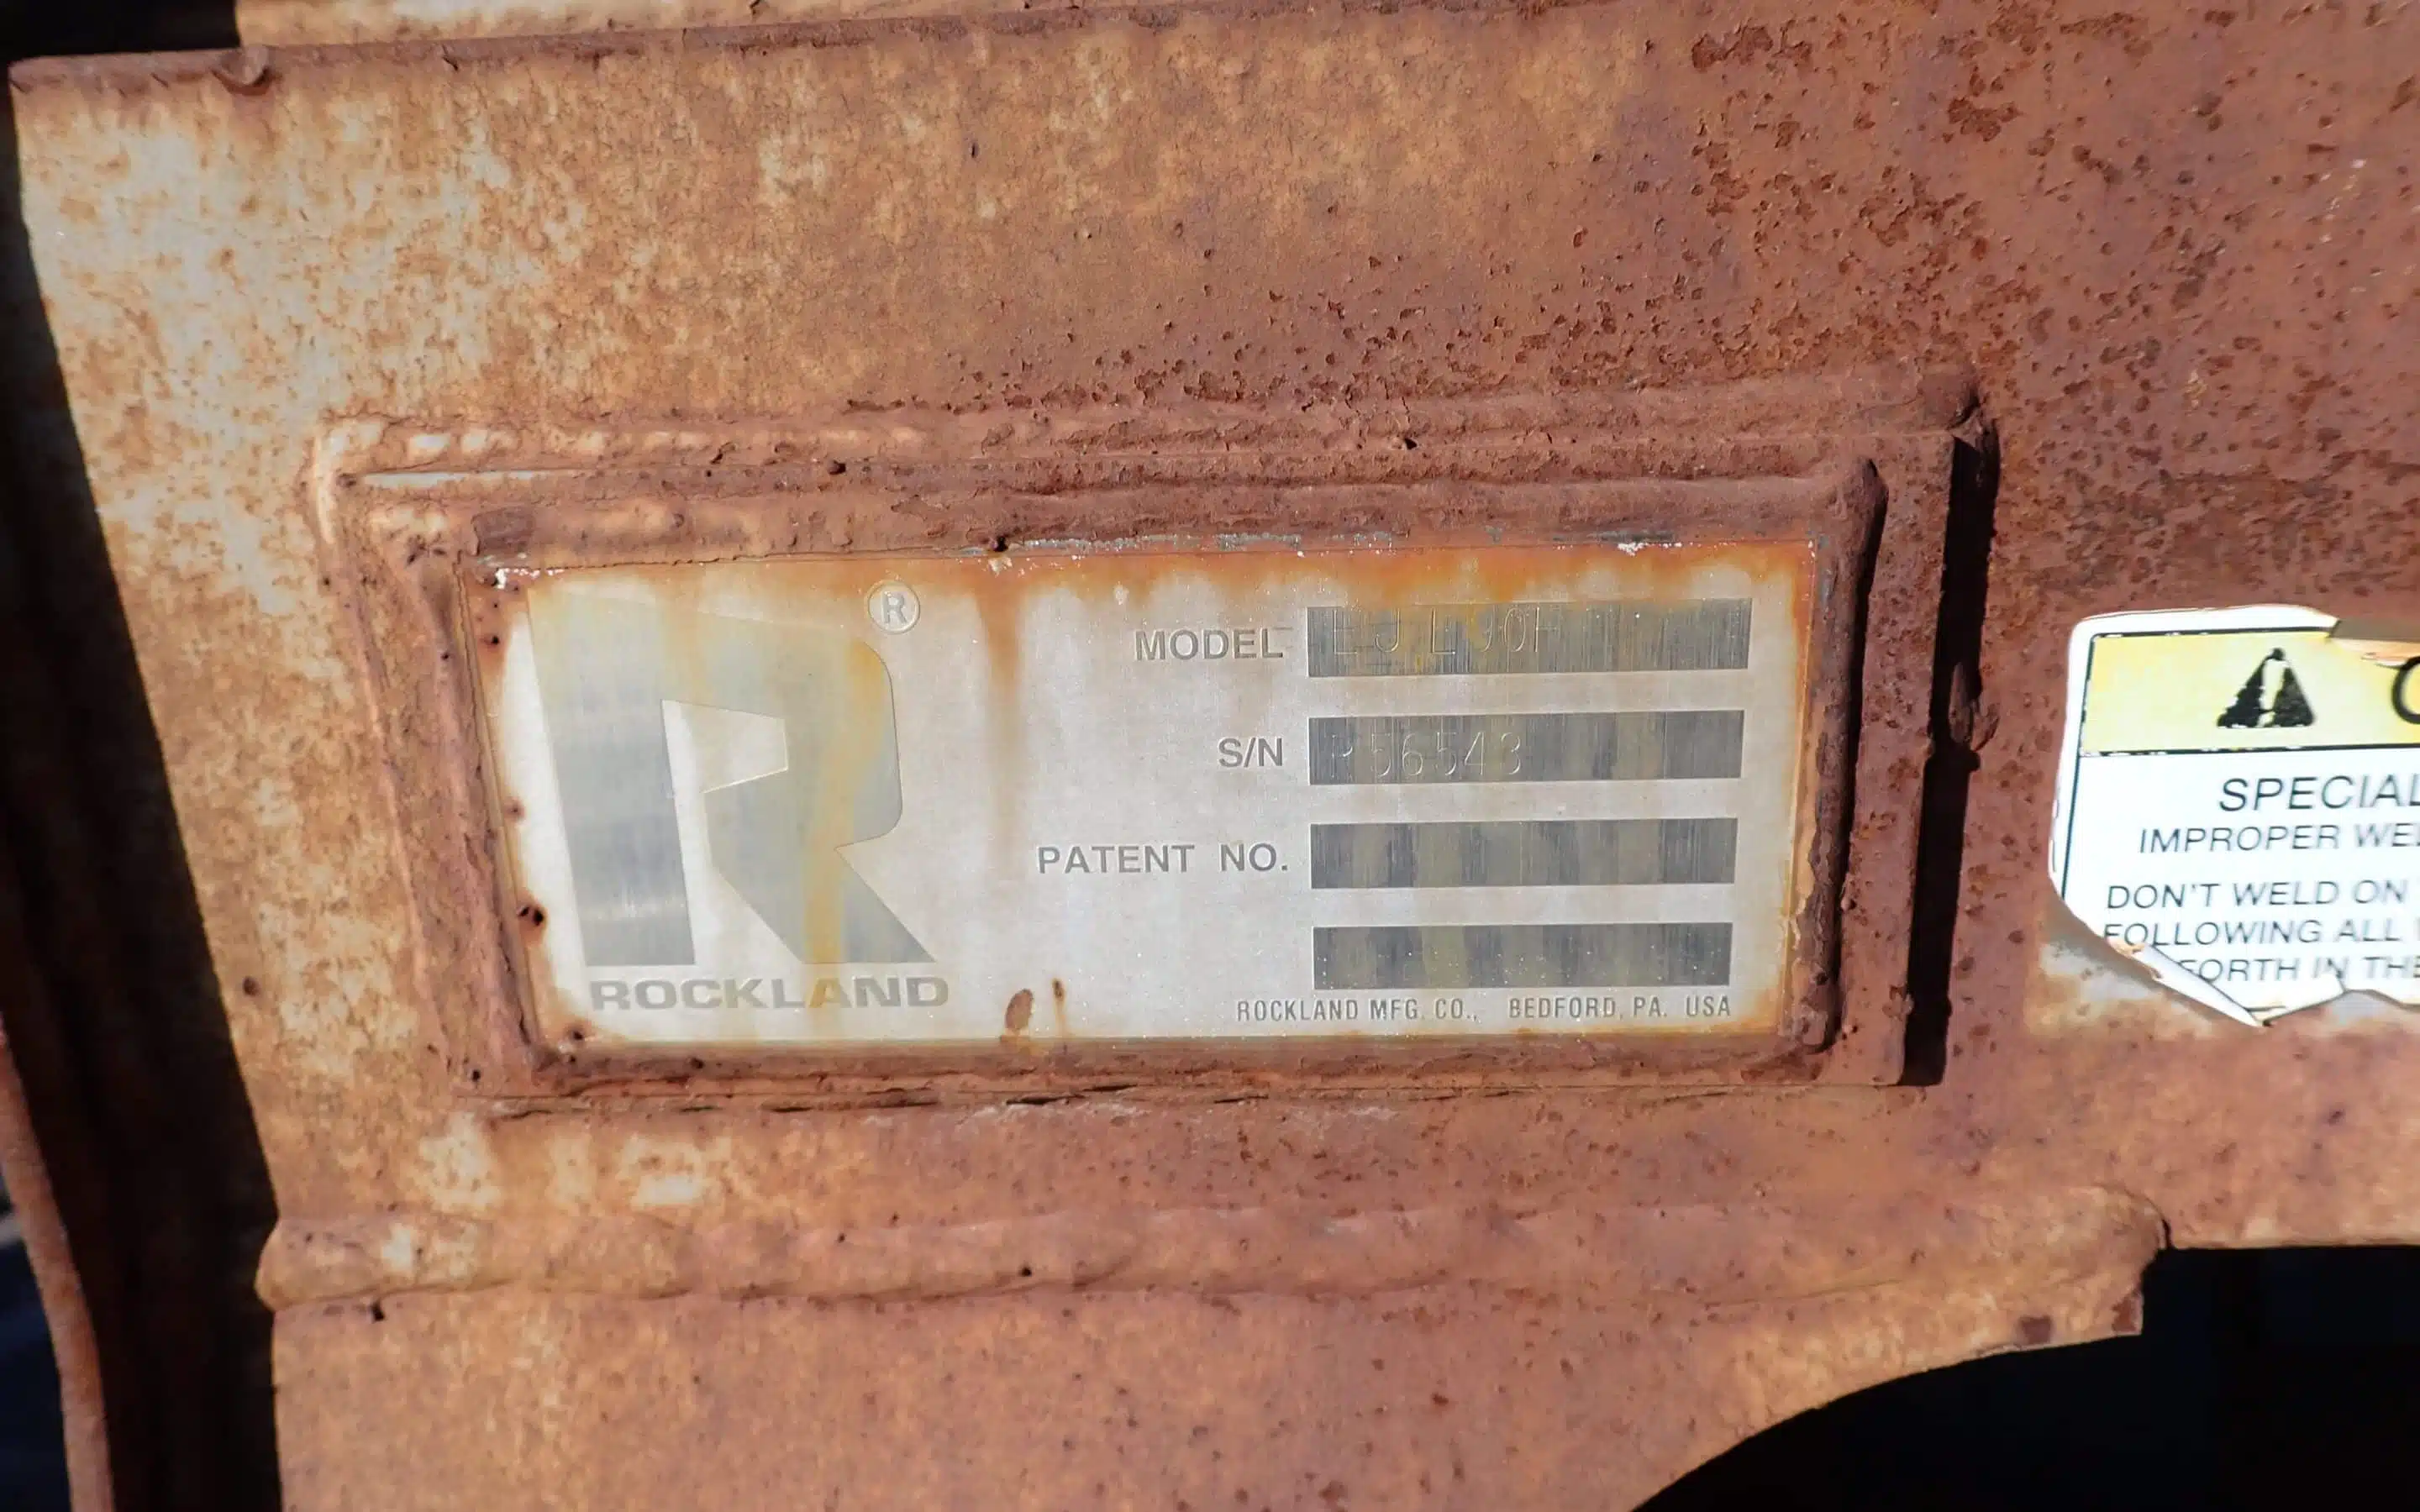 R ®
ROCKLAND
MODEL
S/N 56543
PATENT NO.
ROCKLAND MFG. CO., BEDFORD, PA. USA
SPECIAL
IMPROPER
DON'T WELD ON
FOLLOWING ALL
FORTH IN THE